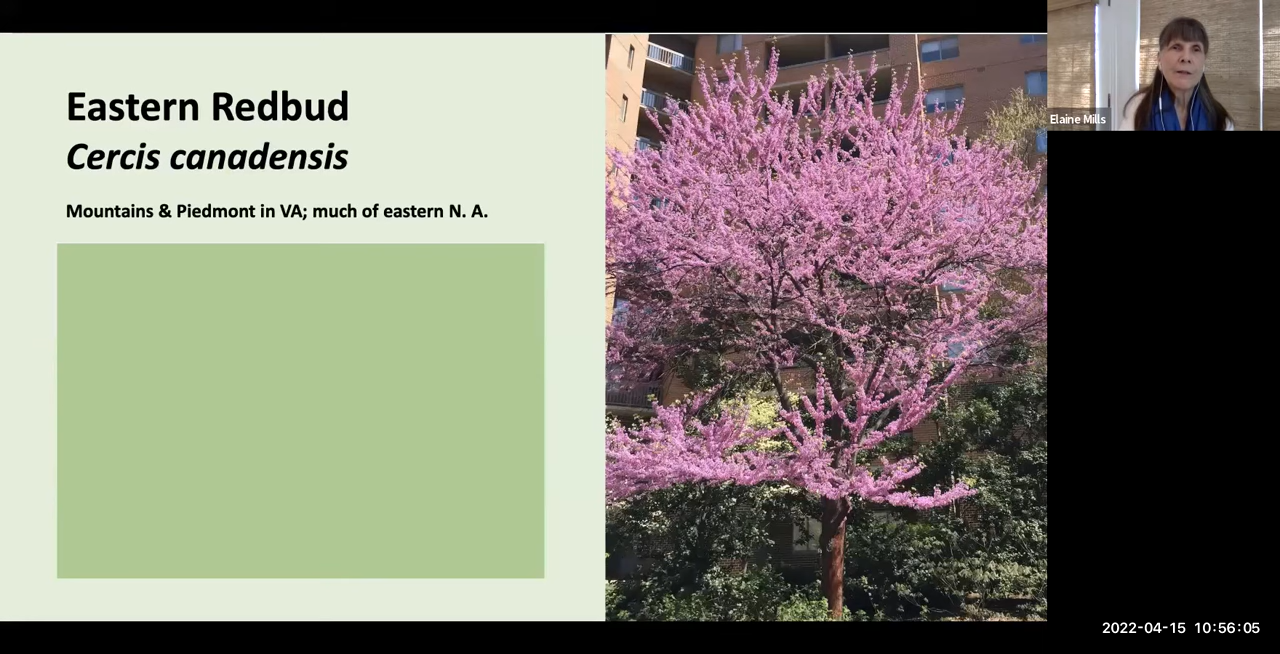 Eastern Redbud
Cercis canadensis
Mountains & Piedmont in VA; much of eastern N. A.
Elaine Mills
2022-04-15 10:56:05